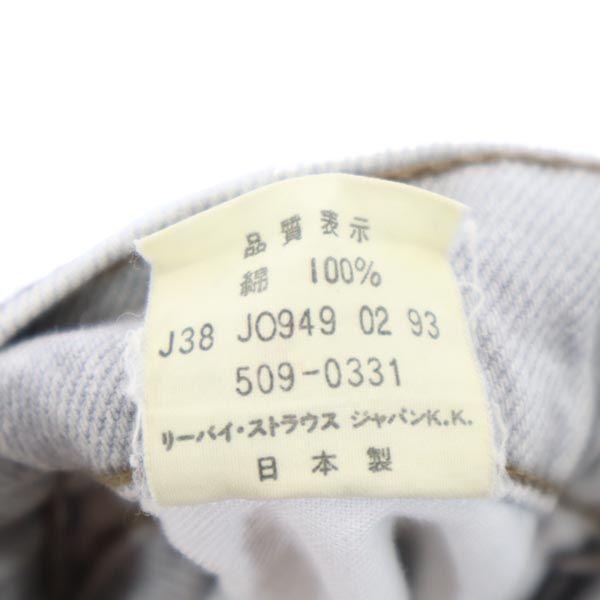 品質表示
綿 100%
J38 J0949 02 93
509-0331
リーバイ・ストラウス ジャパンK.K.
日本製